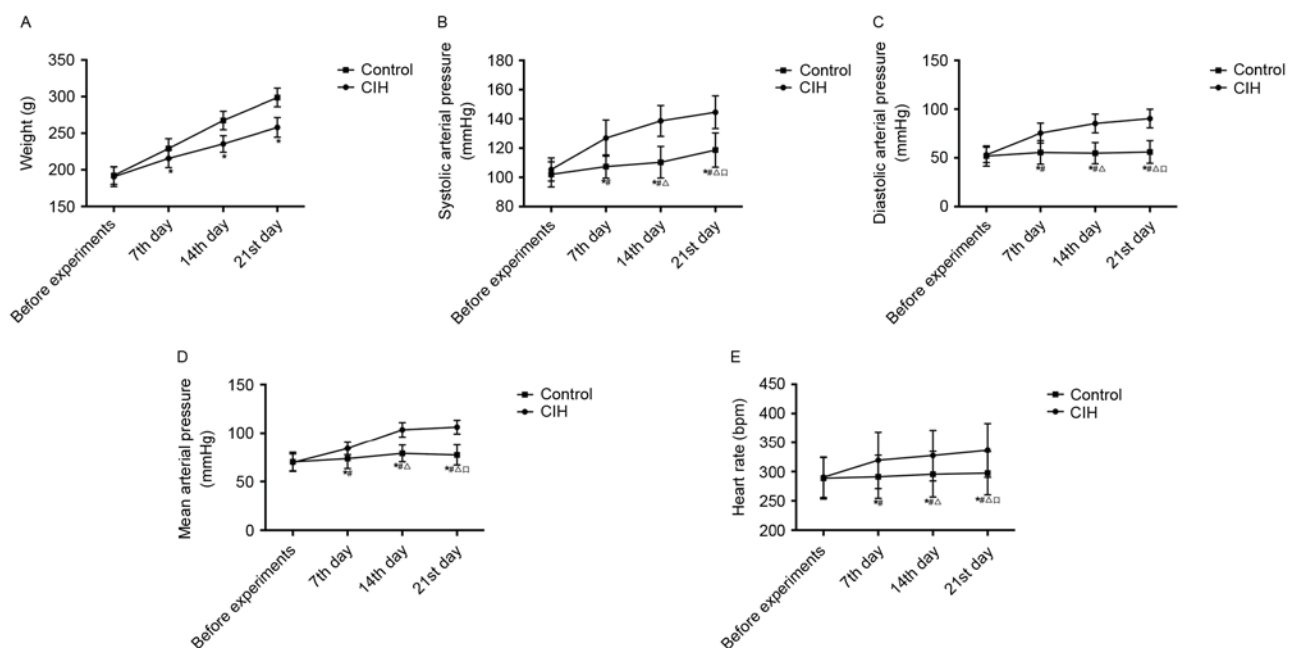 A
Weight (g)
350
300
250
200
150
*
*
*
Before experiments
7th day
14th day
21st day
Control
CIH
B
Systolic arterial pressure
(mmHg)
180
160
140
120
100
80
*#
*#△
*#△□
Before experiments
7th day
14th day
21st day
Control
CIH
C
Diastolic arterial pressure
(mmHg)
150
100
50
0
*#
*#△
*#△□
Before experiments
7th day
14th day
21st day
Control
CIH
D
Mean arterial pressure
(mmHg)
150
100
50
0
*#
*#△
*#△□
Before experiments
7th day
14th day
21st day
Control
CIH
E
Heart rate (bpm)
450
400
350
300
250
200
*#
*#△
*#△□
Before experiments
7th day
14th day
21st day
Control
CIH